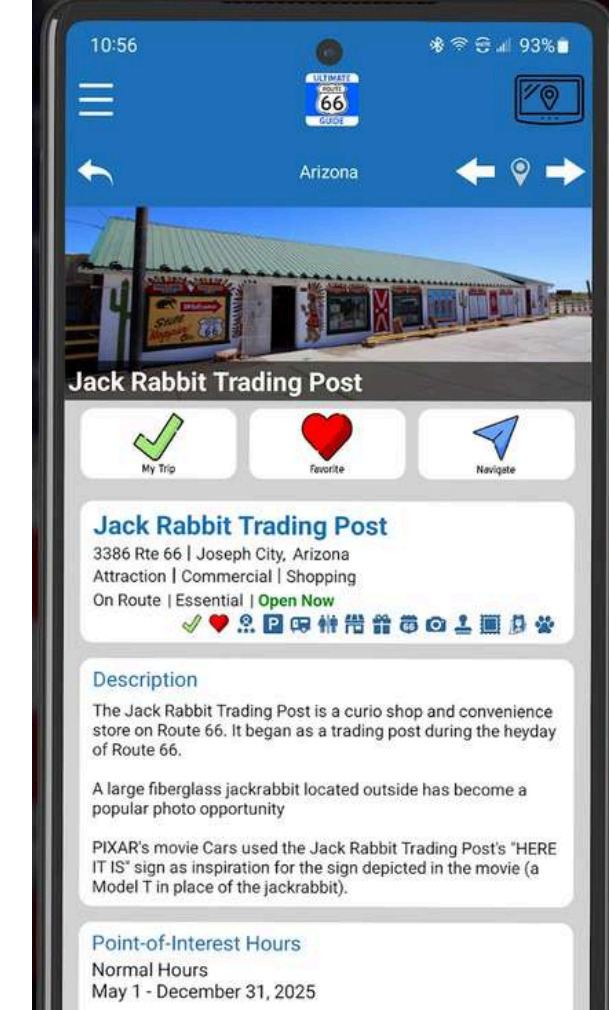 10:56
93%
ULTIMATE
ROUTE
66
GUIDE
Arizona
66
Jack Rabbit Trading Post
My Trip
Favorite
Navigate
Jack Rabbit Trading Post
3386 Rte 66 | Joseph City, Arizona
Attraction | Commercial | Shopping
On Route | Essential | Open Now
P
66
Description
The Jack Rabbit Trading Post is a curio shop and convenience
store on Route 66. It began as a trading post during the heyday
of Route 66.
A large fiberglass jackrabbit located outside has become a
popular photo opportunity
PIXAR's movie Cars used the Jack Rabbit Trading Post's "HERE
IT IS" sign as inspiration for the sign depicted in the movie (a
Model T in place of the jackrabbit).
Point-of-Interest Hours
Normal Hours
May 1 - December 31, 2025